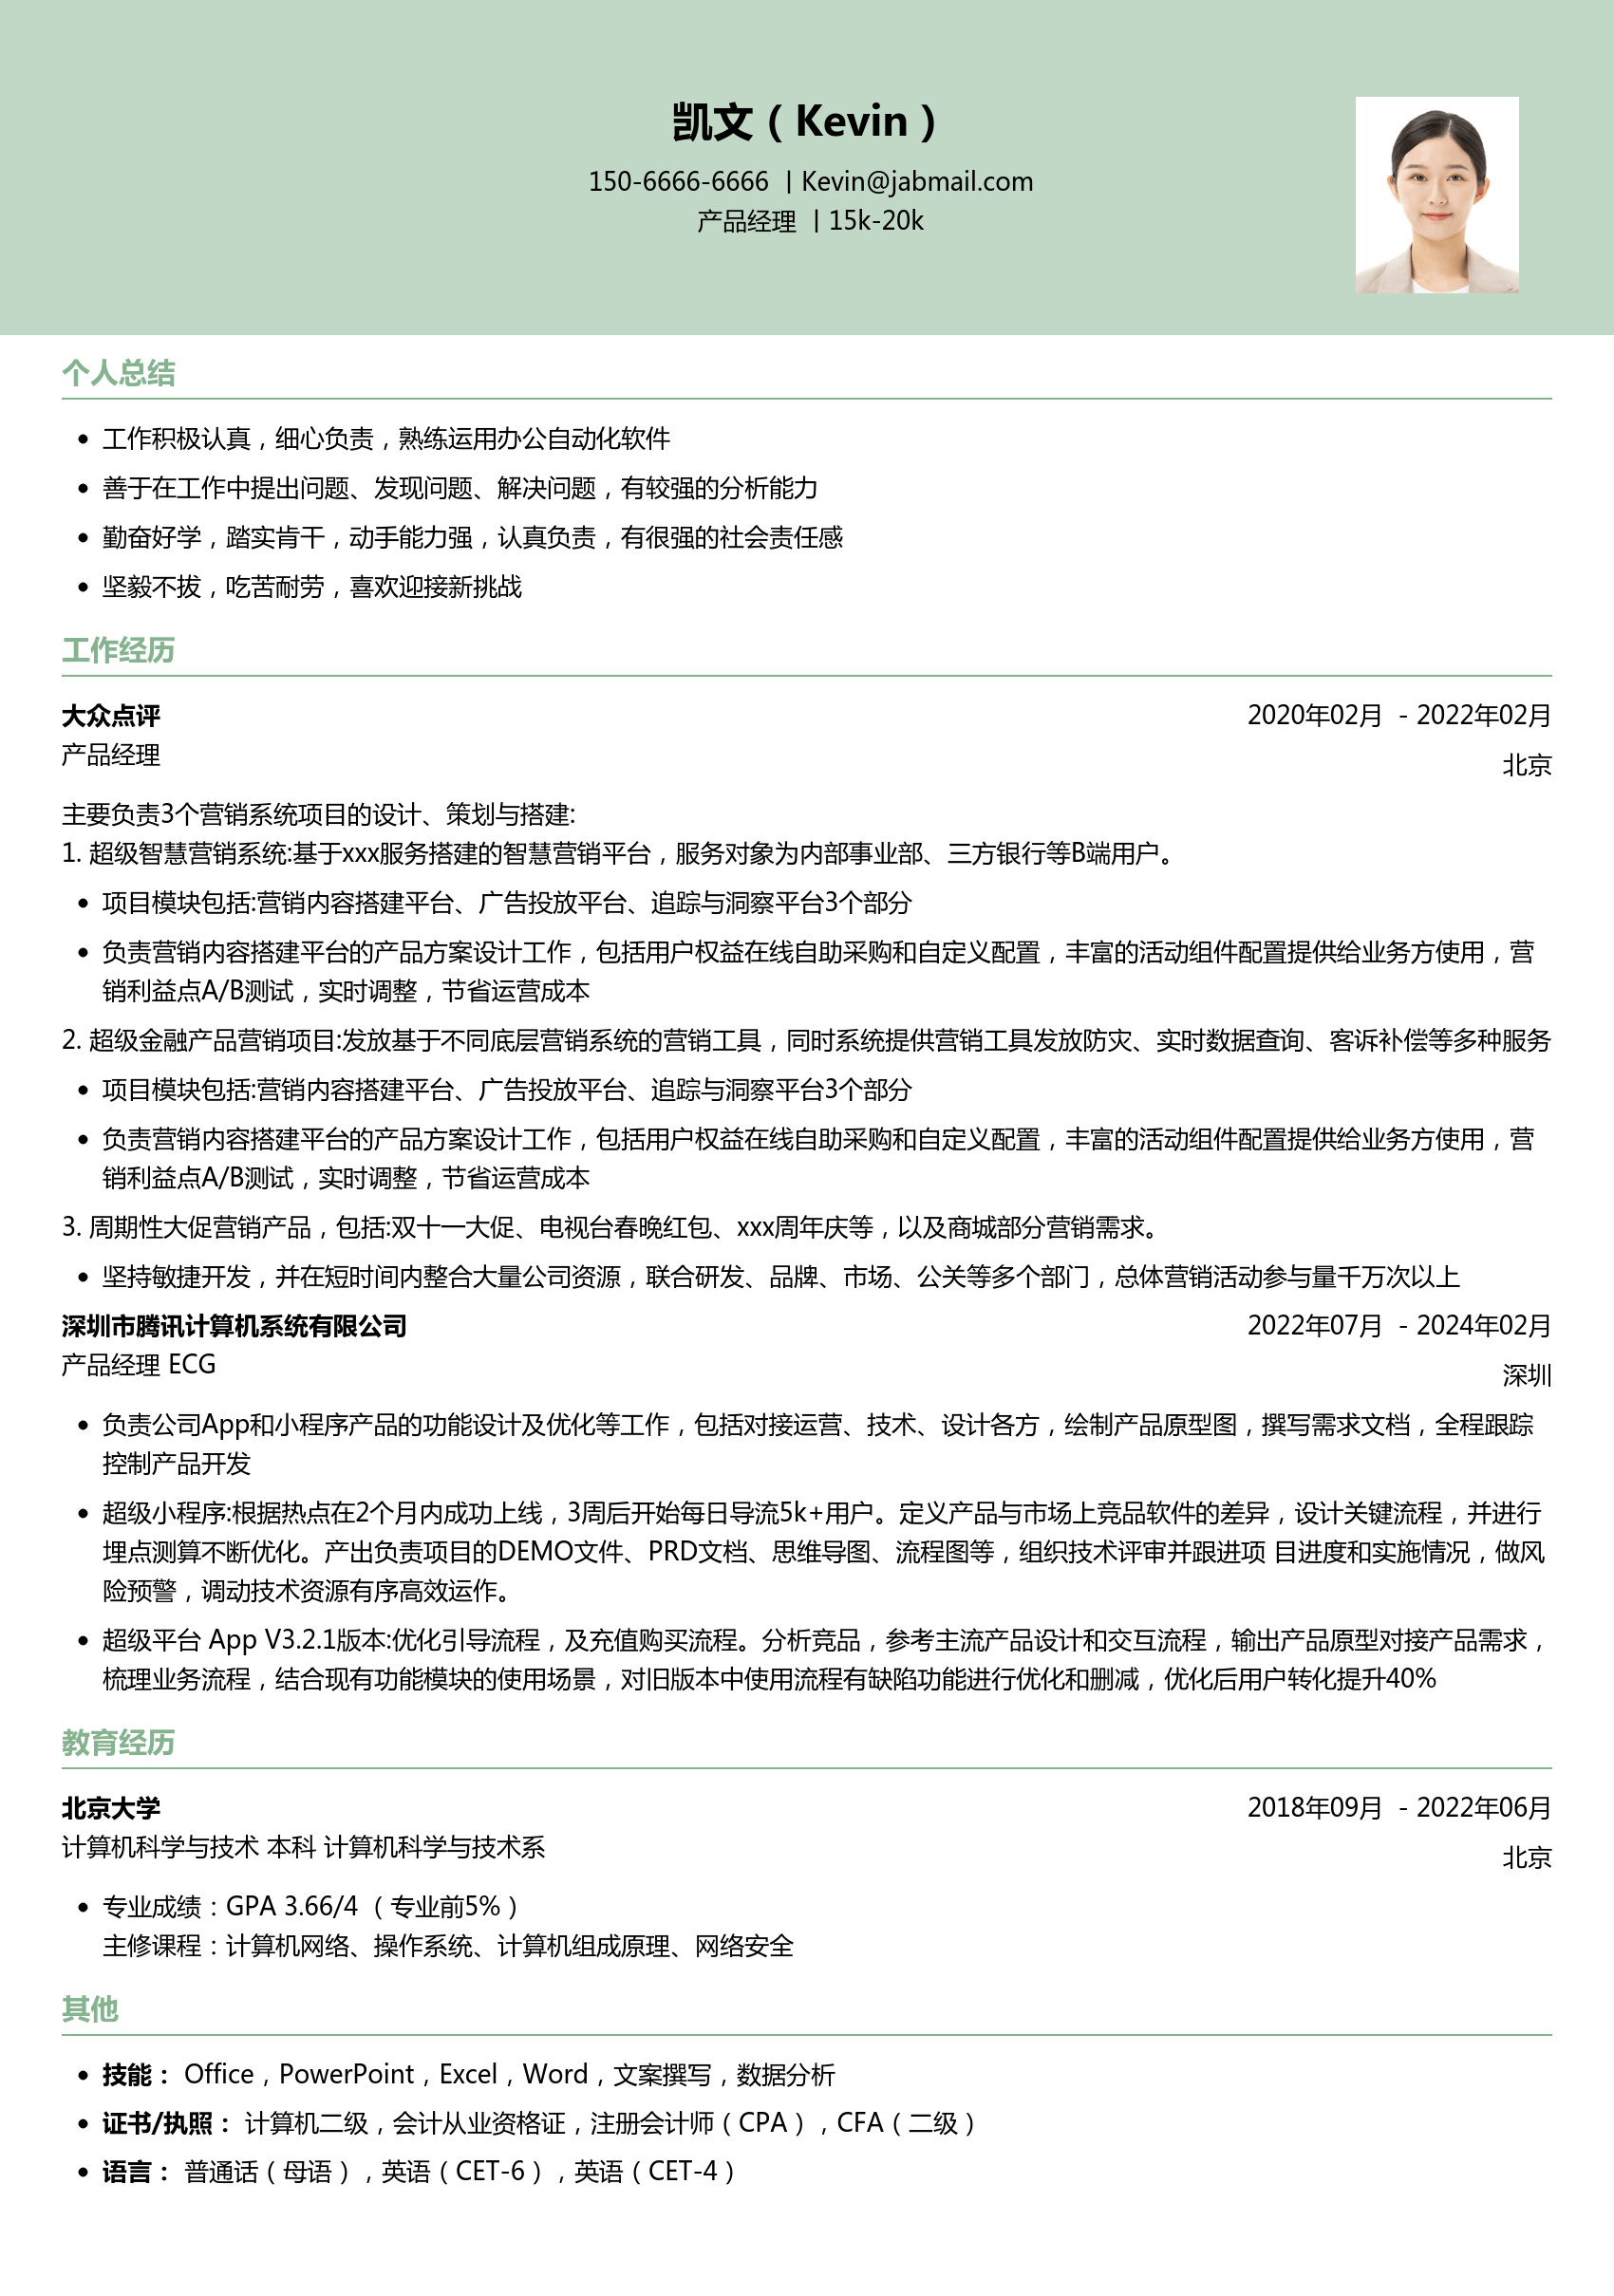 凯文（Kevin）
150-6666-6666 | Kevin@jabmail.com
产品经理 | 15k-20k
个人总结
• 工作积极认真，细心负责，熟练运用办公自动化软件
• 善于在工作中提出问题、发现问题、解决问题，有较强的分析能力
• 勤奋好学，踏实肯干，动手能力强，认真负责，有很强的社会责任感
• 坚毅不拔，吃苦耐劳，喜欢迎接新挑战
工作经历
大众点评 2020年02月 - 2022年02月
产品经理 北京
主要负责3个营销系统项目的设计、策划与搭建:
1. 超级智慧营销系统:基于xxx服务搭建的智慧营销平台，服务对象为内部事业部、三方银行等B端用户。
• 项目模块包括:营销内容搭建平台、广告投放平台、追踪与洞察平台3个部分
• 负责营销内容搭建平台的产品方案设计工作，包括用户权益在线自助采购和自定义配置，丰富的活动组件配置提供给业务方使用，营
销利益点A/B测试，实时调整，节省运营成本
2. 超级金融产品营销项目:发放基于不同底层营销系统的营销工具，同时系统提供营销工具发放防灾、实时数据查询、客诉补偿等多种服务
• 项目模块包括:营销内容搭建平台、广告投放平台、追踪与洞察平台3个部分
• 负责营销内容搭建平台的产品方案设计工作，包括用户权益在线自助采购和自定义配置，丰富的活动组件配置提供给业务方使用，营
销利益点A/B测试，实时调整，节省运营成本
3. 周期性大促营销产品，包括:双十一大促、电视台春晚红包、xxx周年庆等，以及商城部分营销需求。
• 坚持敏捷开发，并在短时间内整合大量公司资源，联合研发、品牌、市场、公关等多个部门，总体营销活动参与量千万次以上
深圳市腾讯计算机系统有限公司 2022年07月 - 2024年02月
产品经理 ECG 深圳
• 负责公司App和小程序产品的功能设计及优化等工作，包括对接运营、技术、设计各方，绘制产品原型图，撰写需求文档，全程跟踪
控制产品开发
• 超级小程序:根据热点在2个月内成功上线，3周后开始每日导流5k+用户。定义产品与市场上竞品软件的差异，设计关键流程，并进行
埋点测算不断优化。产出负责项目的DEMO文件、PRD文档、思维导图、流程图等，组织技术评审并跟进项 目进度和实施情况，做风
险预警，调动技术资源有序高效运作。
• 超级平台 App V3.2.1版本:优化引导流程，及充值购买流程。分析竞品，参考主流产品设计和交互流程，输出产品原型对接产品需求，
梳理业务流程，结合现有功能模块的使用场景，对旧版本中使用流程有缺陷功能进行优化和删减，优化后用户转化提升40%
教育经历
北京大学 2018年09月 - 2022年06月
计算机科学与技术 本科 计算机科学与技术系 北京
• 专业成绩：GPA 3.66/4 （专业前5%）
主修课程：计算机网络、操作系统、计算机组成原理、网络安全
其他
• 技能： Office，PowerPoint，Excel，Word，文案撰写，数据分析
• 证书/执照： 计算机二级，会计从业资格证，注册会计师（CPA），CFA（二级）
• 语言： 普通话（母语），英语（CET-6），英语（CET-4）